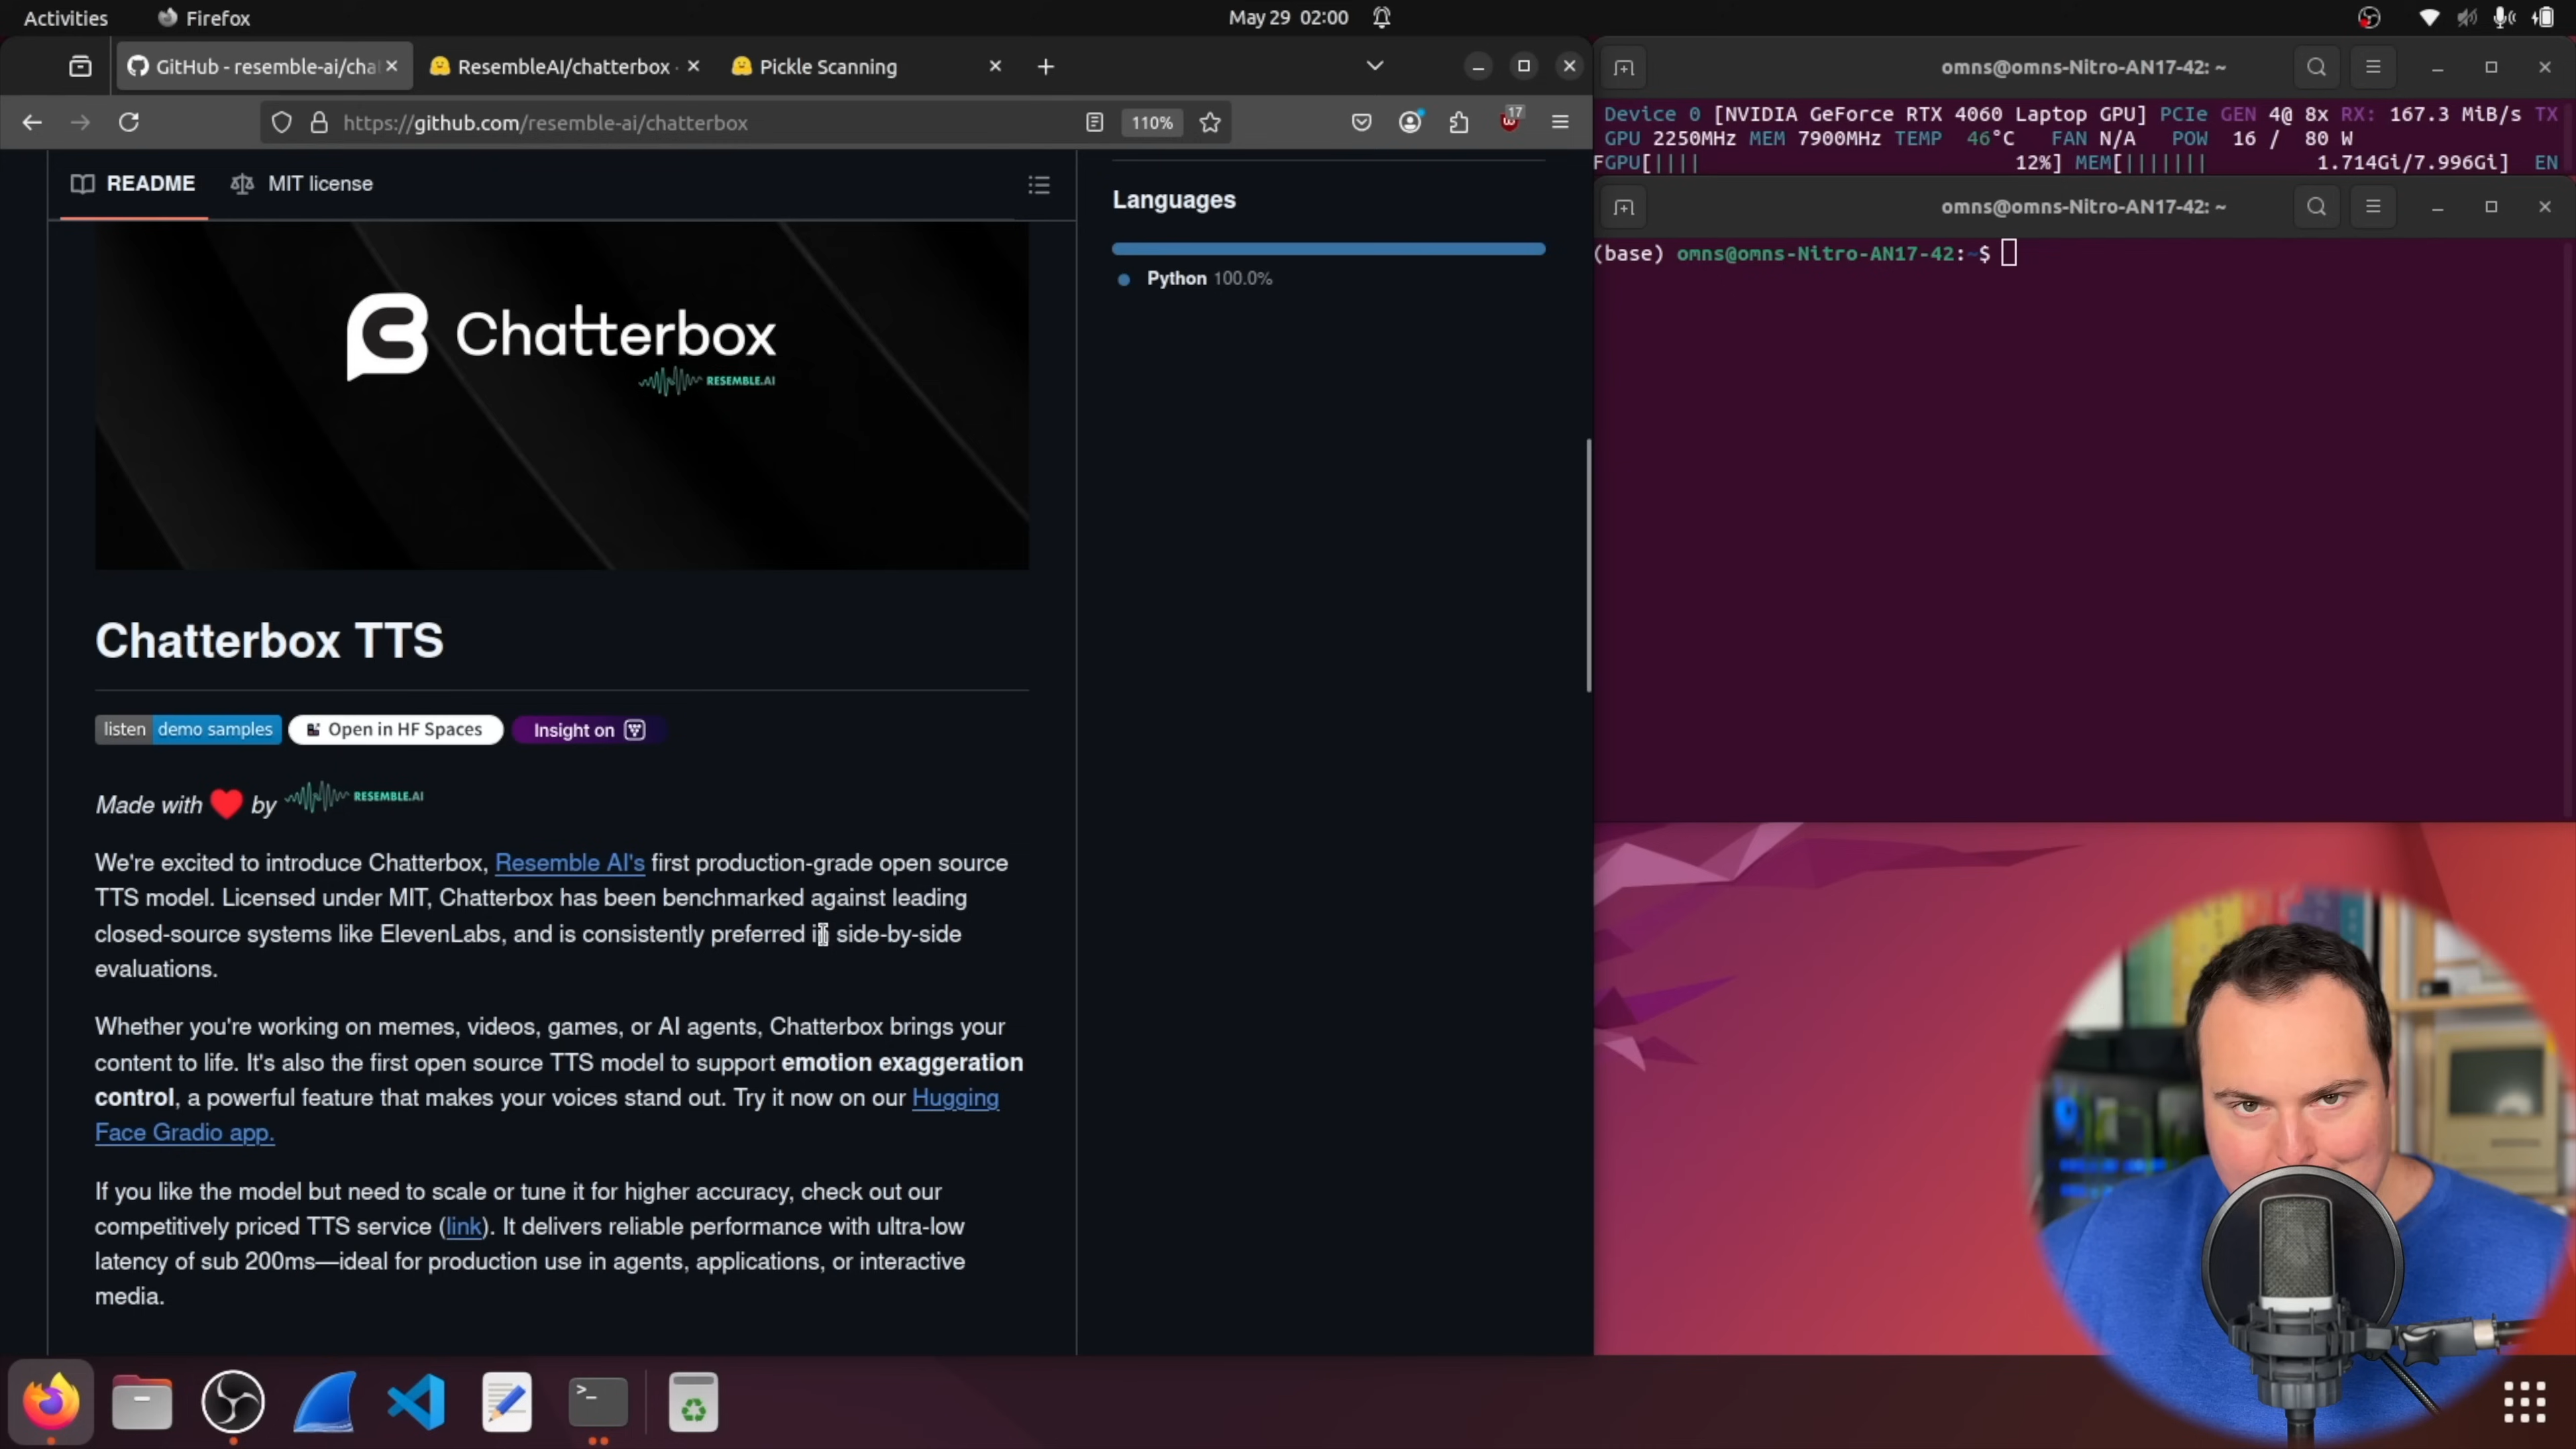 Activities
Firefox
May 29 02:00
GitHub - resemble-ai/cha
ResembleAI/chatterbox
Pickle Scanning
https://github.com/resemble-ai/chatterbox
110%
17
README
MIT license
Chatterbox
RESEMBLE.AI
Chatterbox TTS
listen demo samples
Open in HF Spaces
Insight on
Made with ❤️ by RESEMBLE.AI
We're excited to introduce Chatterbox, Resemble AI's first production-grade open source
TTS model. Licensed under MIT, Chatterbox has been benchmarked against leading
closed-source systems like ElevenLabs, and is consistently preferred in side-by-side
evaluations.
Whether you're working on memes, videos, games, or AI agents, Chatterbox brings your
content to life. It's also the first open source TTS model to support emotion exaggeration
control, a powerful feature that makes your voices stand out. Try it now on our Hugging
Face Gradio app.
If you like the model but need to scale or tune it for higher accuracy, check out our
competitively priced TTS service (link). It delivers reliable performance with ultra-low
latency of sub 200ms—ideal for production use in agents, applications, or interactive
media.
Languages
Python 100.0%
omns@omns-Nitro-AN17-42: ~
Device 0 [NVIDIA GeForce RTX 4060 Laptop GPU] PCIe GEN 4@ 8x RX: 167.3 MiB/s TX
GPU 2250MHz MEM 7900MHz TEMP 46°C FAN N/A POW 16 / 80 W
FGPU[|||| 12%] MEM[||||||| 1.714Gi/7.996Gi] EN
omns@omns-Nitro-AN17-42: ~
(base) omns@omns-Nitro-AN17-42:~$